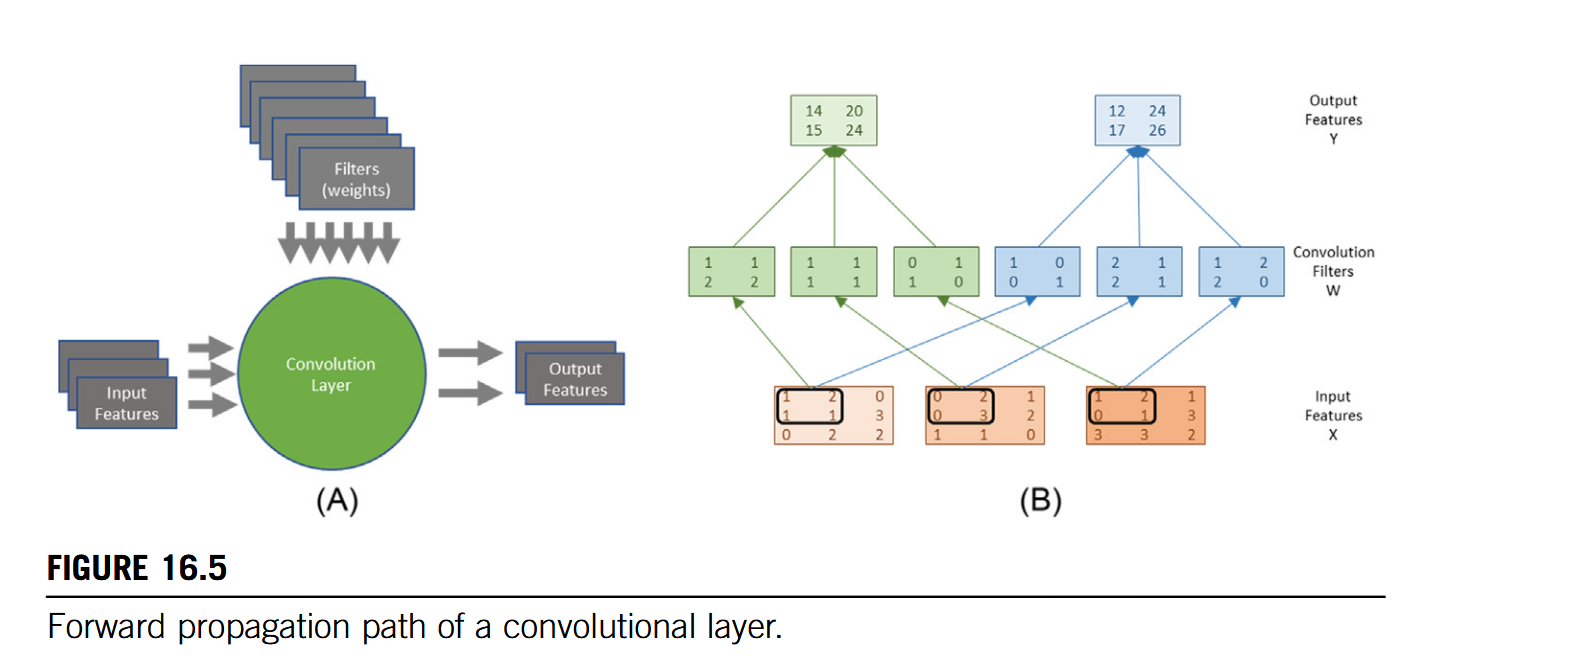 Filters
(weights)
Convolution
Layer
Input
Features
Output
Features
(A)
14 20
15 24
12 24
17 26
Output
Features
Y
1 1
2 2
1 1
1 1
0 1
1 0
1 0
0 1
2 1
2 1
1 2
2 0
Convolution
Filters
W
1 2 0
1 1 3
0 2 2
0 2 1
0 3 2
1 1 0
1 2 1
0 1 3
3 3 2
Input
Features
X
(B)
FIGURE 16.5
Forward propagation path of a convolutional layer.